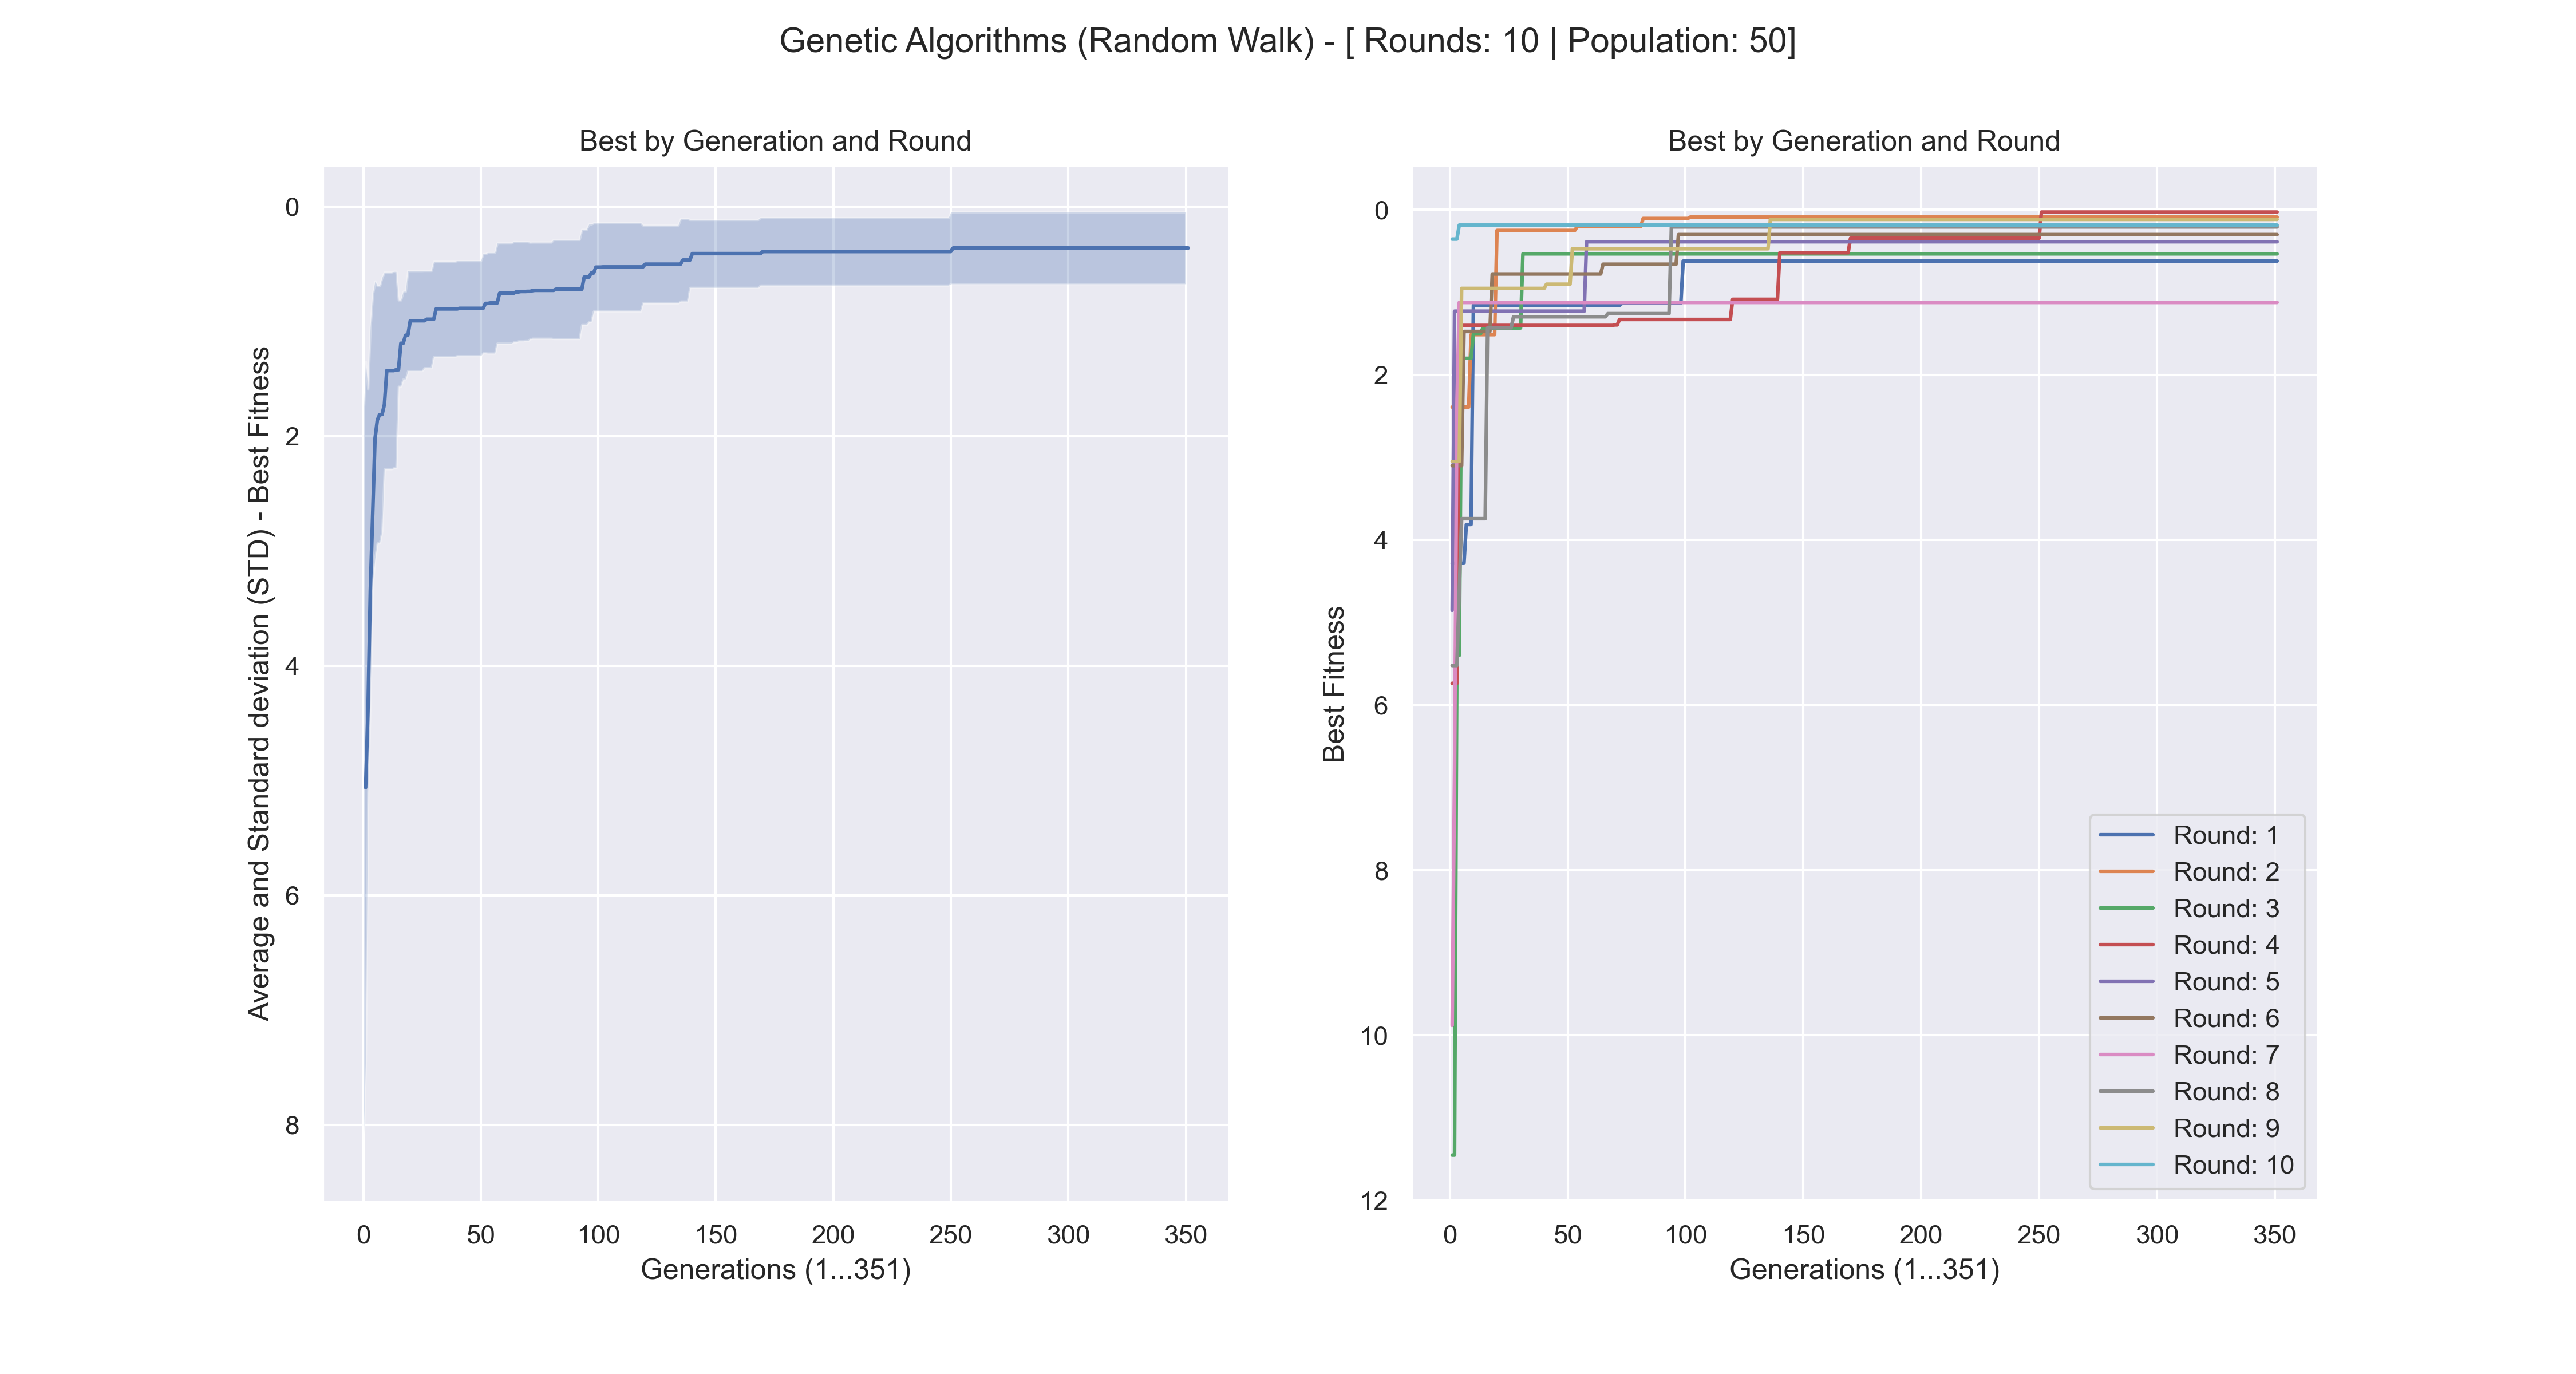 Genetic Algorithms (Random Walk) - [ Rounds: 10 | Population: 50]
Best by Generation and Round
Average and Standard deviation (STD) - Best Fitness
0
2
4
6
8
0
50
100
150
200
250
300
350
Generations (1...351)
Best by Generation and Round
Best Fitness
0
2
4
6
8
10
12
Round: 1
Round: 2
Round: 3
Round: 4
Round: 5
Round: 6
Round: 7
Round: 8
Round: 9
Round: 10
0
50
100
150
200
250
300
350
Generations (1...351)